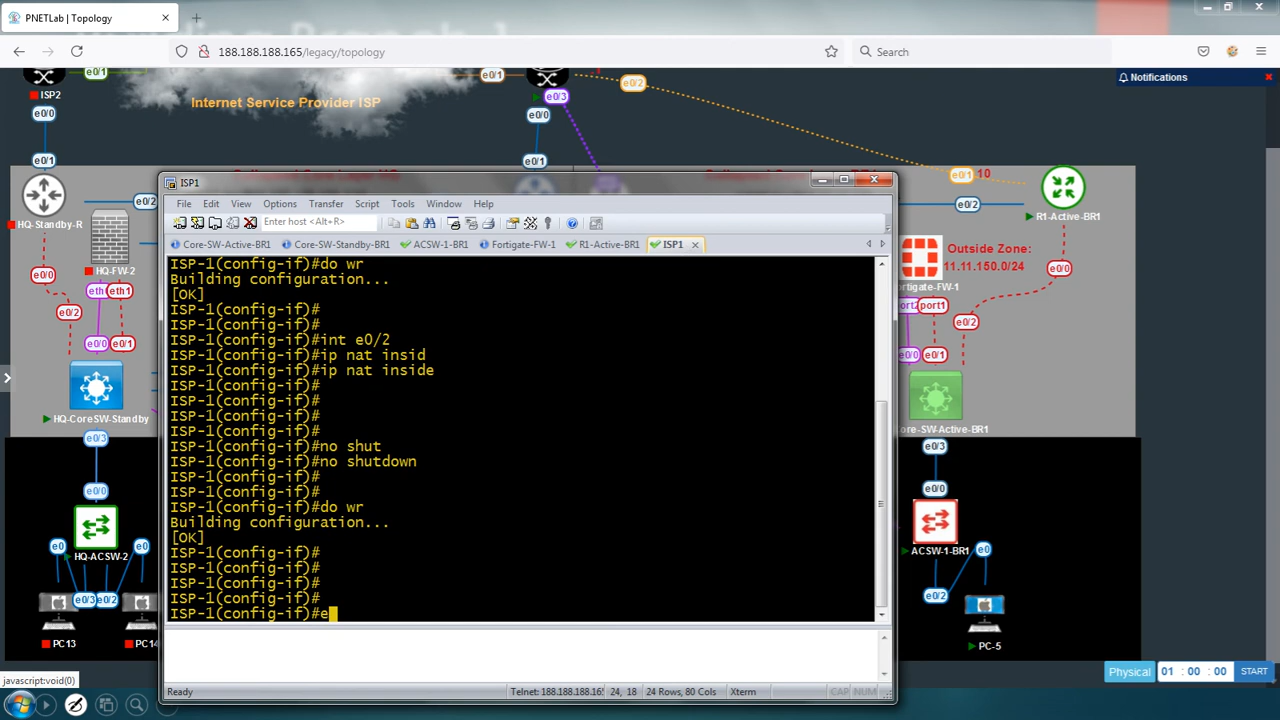 PNETLab | Topology
188.188.188.165/legacy/topology
Search
Notifications
e0/1
e0/1
e0/2
ISP2
Internet Service Provider ISP
e0/3
e0/0
e0/0
e0/1
e0/1
e0/1
10
e0/2
HQ-Standby-R
e0/2
R1-Active-BR1
HQ-FW-2
Outside Zone:
11.11.150.0/24
e0/0
e0/0
ortigate-FW-1
eth
eth1
port2
port1
e0/2
e0/2
e0/0
e0/1
e0/0
e0/1
HQ-CoreSW-Standby
ore-SW-Active-BR1
e0/3
e0/3
e0/0
e0/0
HQ-ACSW-2
ACSW-1-BR1
e0
e0
e0
e0/3
e0/2
e0/2
PC13
PC14
PC-5
ISP1
File Edit View Options Transfer Script Tools Window Help
Enter host <Alt+R>
Core-SW-Active-BR1 Core-SW-Standby-BR1 ACSW-1-BR1 Fortigate-FW-1 R1-Active-BR1 ISP1
ISP-1(config-if)#do wr
Building configuration...
[OK]
ISP-1(config-if)#
ISP-1(config-if)#
ISP-1(config-if)#int e0/2
ISP-1(config-if)#ip nat insid
ISP-1(config-if)#ip nat inside
ISP-1(config-if)#
ISP-1(config-if)#
ISP-1(config-if)#
ISP-1(config-if)#
ISP-1(config-if)#no shut
ISP-1(config-if)#no shutdown
ISP-1(config-if)#
ISP-1(config-if)#
ISP-1(config-if)#do wr
Building configuration...
[OK]
ISP-1(config-if)#
ISP-1(config-if)#
ISP-1(config-if)#
ISP-1(config-if)#
ISP-1(config-if)#e
Ready
Telnet: 188.188.188.16
24, 18
24 Rows, 80 Cols
Xterm
CAP NUM
javascript:void(0)
Physical
01 : 00 : 00
START